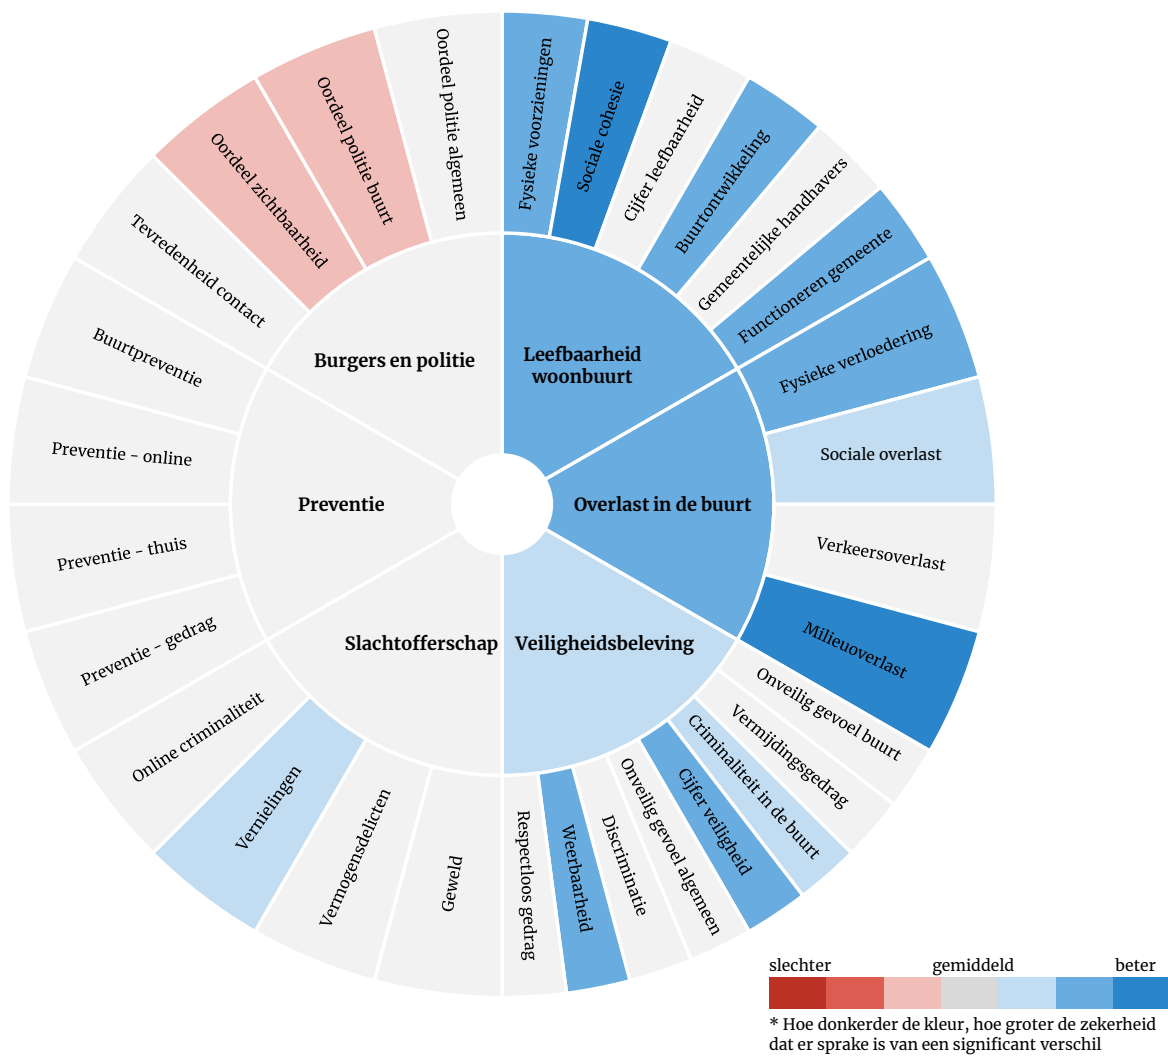 Fysieke voorzieningen
Sociale cohesie
Cijfer leefbaarheid
Buurtontwikkeling
Gemeentelijke handhavers
Functioneren gemeente
Fysieke verloedering
Sociale overlast
Verkeersoverlast
Milieuoverlast
Onveilig gevoel buurt
Vermijdingsgedrag
Criminaliteit in de buurt
Cijfer veiligheid
Onveilig gevoel algemeen
Discriminatie
Weerbaarheid
Respectloos gedrag
Geweld
Vermogensdelicten
Vernielingen
Online criminaliteit
Preventie - gedrag
Preventie - thuis
Preventie - online
Buurtpreventie
Tevredenheid contact
Oordeel zichtbaarheid
Oordeel politie buurt
Oordeel politie algemeen
Burgers en politie
Leefbaarheid
woonbuurt
Preventie
Overlast in de buurt
Slachtofferschap
Veiligheidsbeleving
slechter gemiddeld beter
* Hoe donkerder de kleur, hoe groter de zekerheid
dat er sprake is van een significant verschil